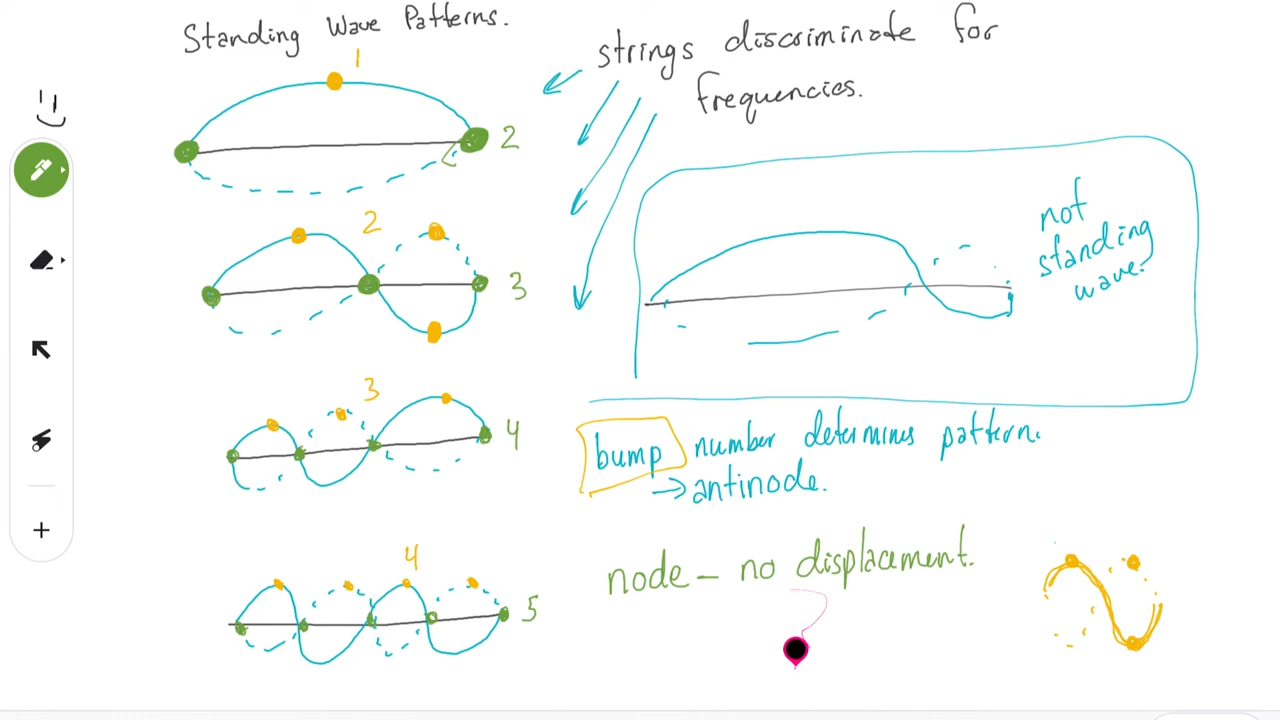 Standing Wave Patterns.
strings discriminate for
frequencies.
1
2
2
3
not
standing
wave.
3
4
bump number determines pattern.
→ antinode.
4
5
node – no displacement.